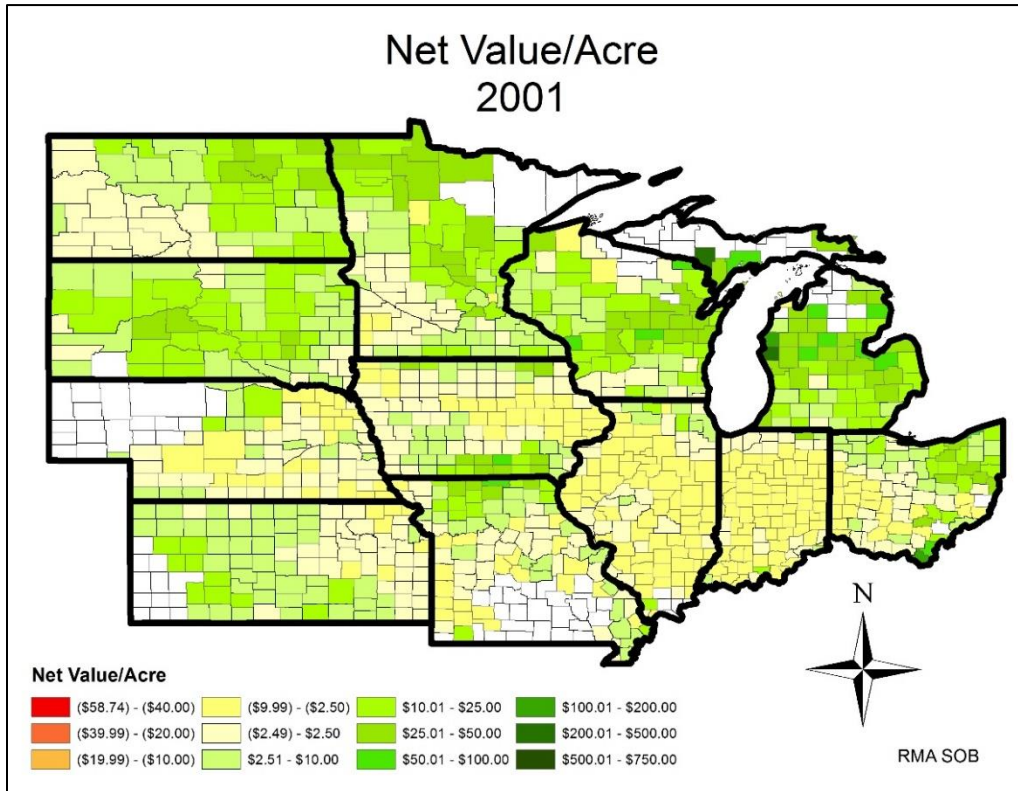 Net Value/Acre
2001
N
Net Value/Acre
($58.74) - ($40.00) ($9.99) - ($2.50) $10.01 - $25.00 $100.01 - $200.00
($39.99) - ($20.00) ($2.49) - $2.50 $25.01 - $50.00 $200.01 - $500.00
($19.99) - ($10.00) $2.51 - $10.00 $50.01 - $100.00 $500.01 - $750.00
RMA SOB